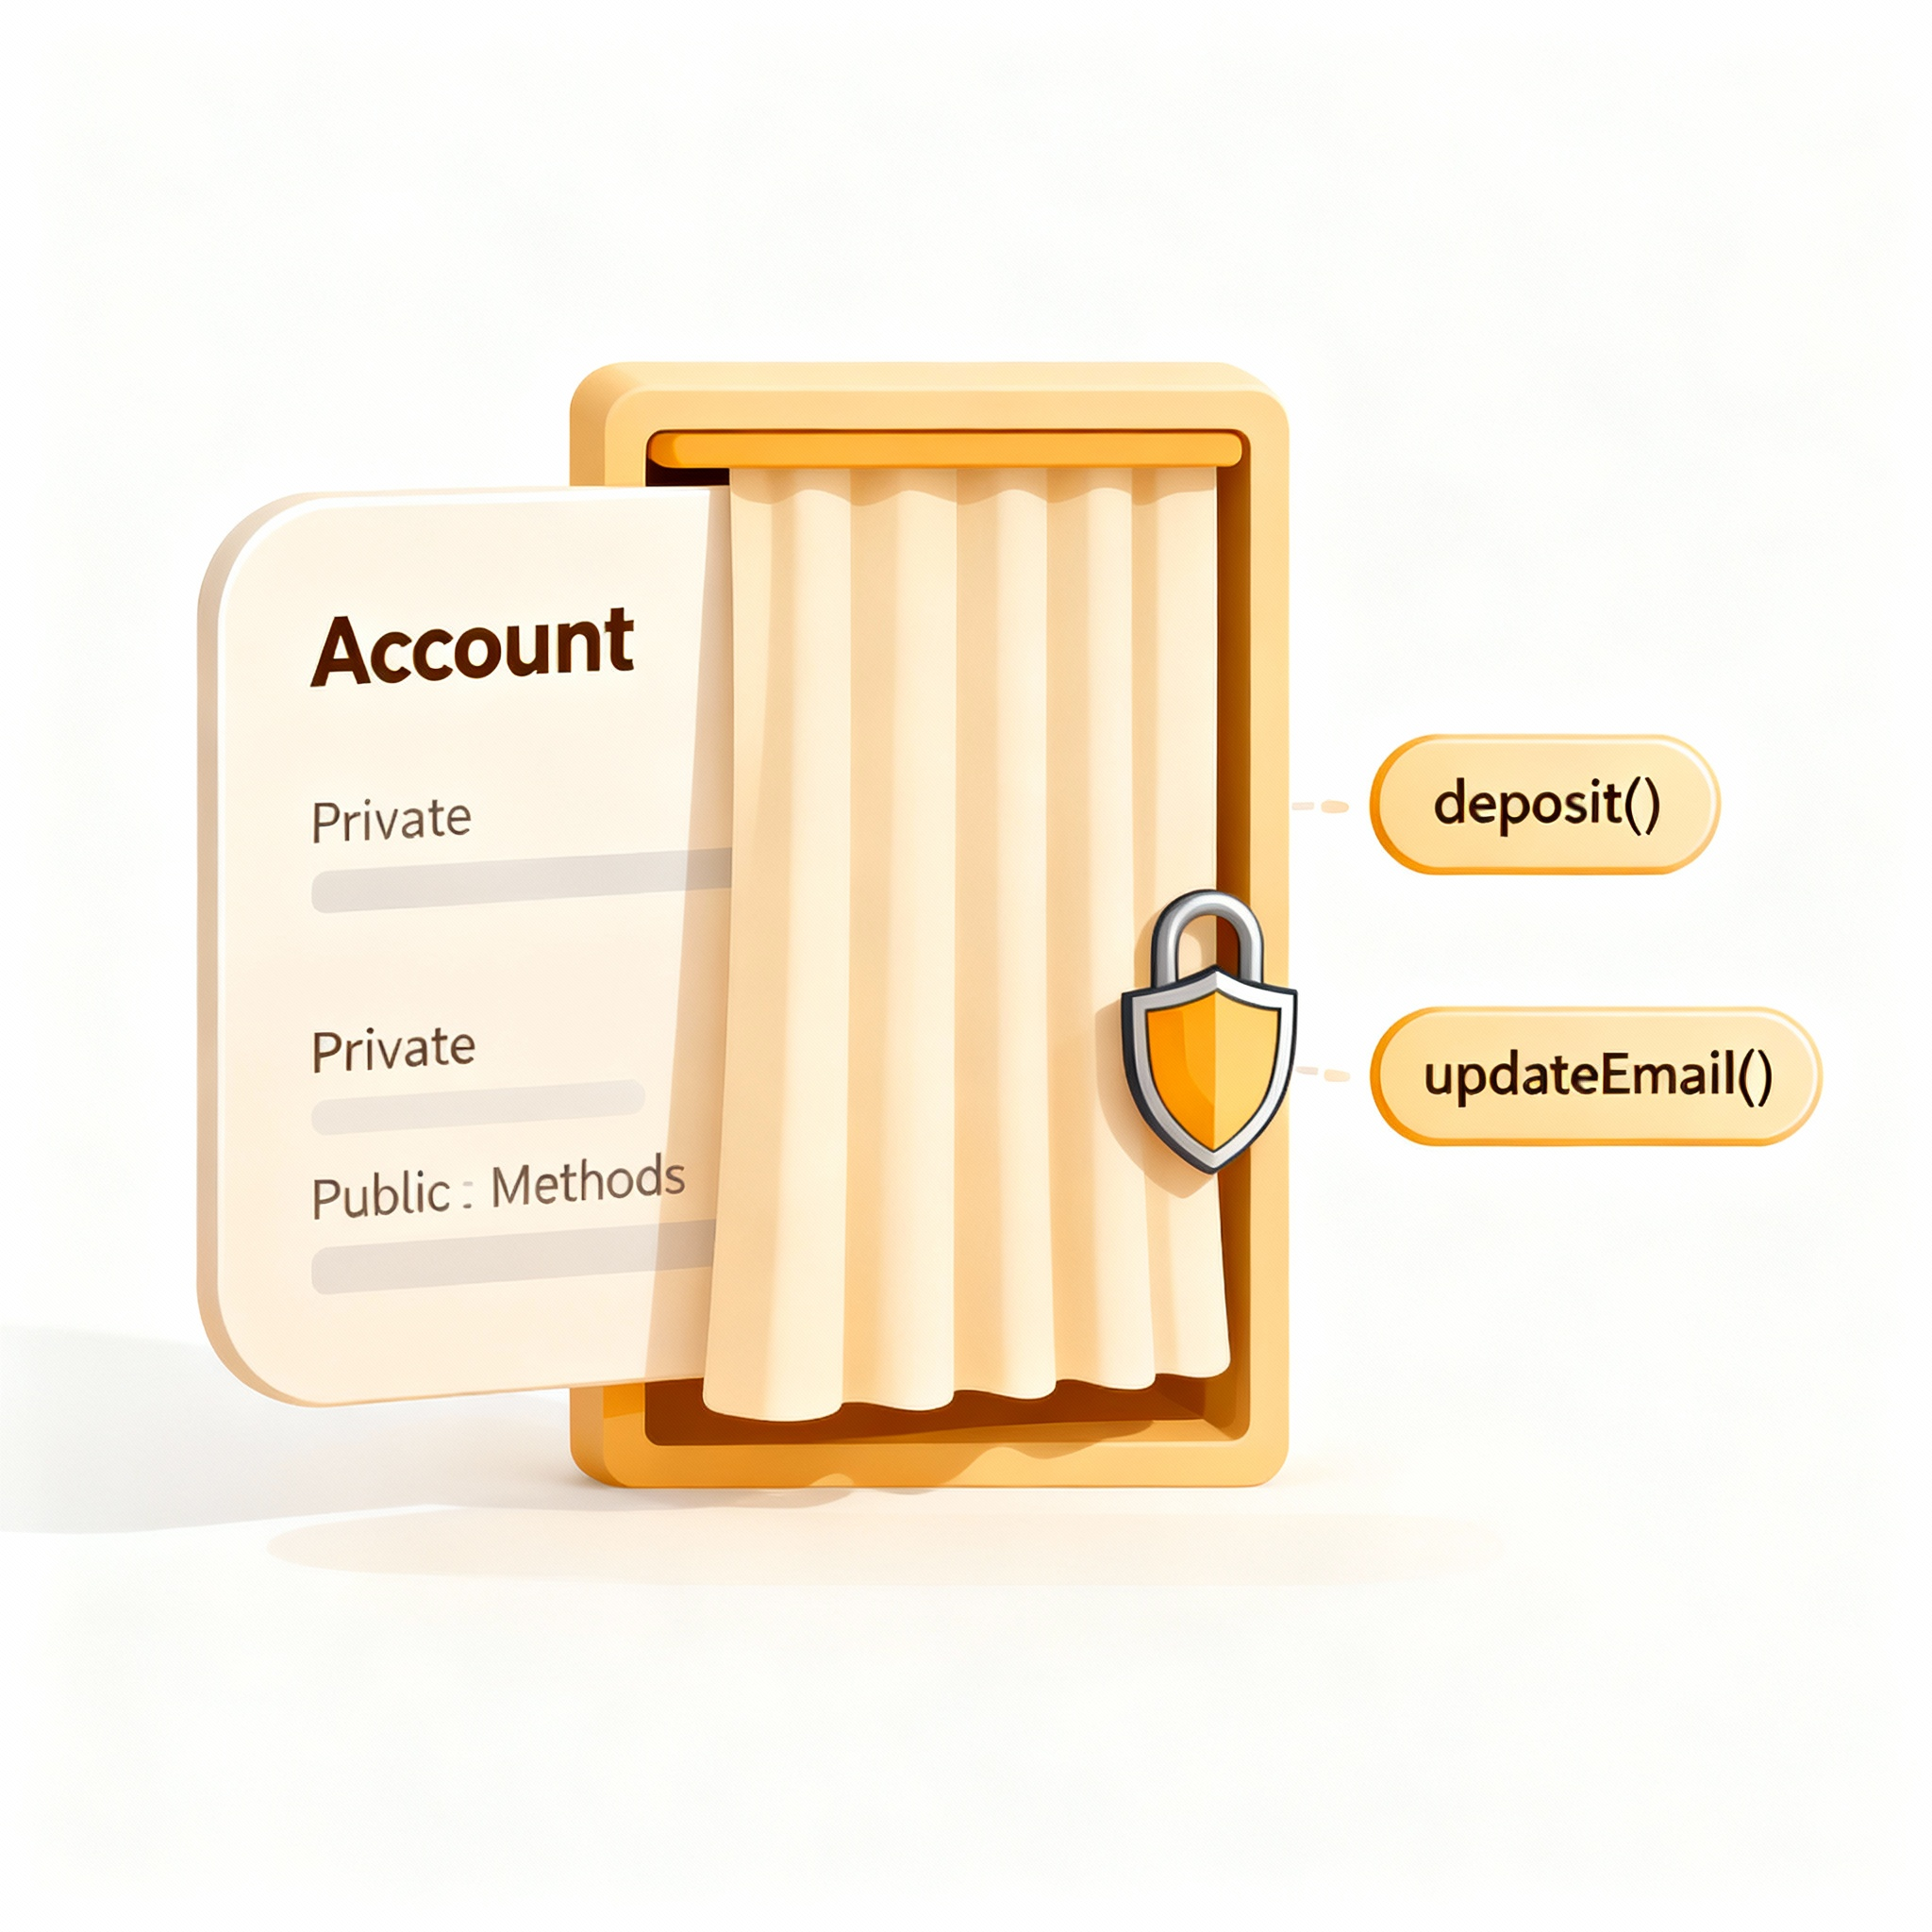 Account
Private
Private
Public : Methods
deposit()
updateEmail()